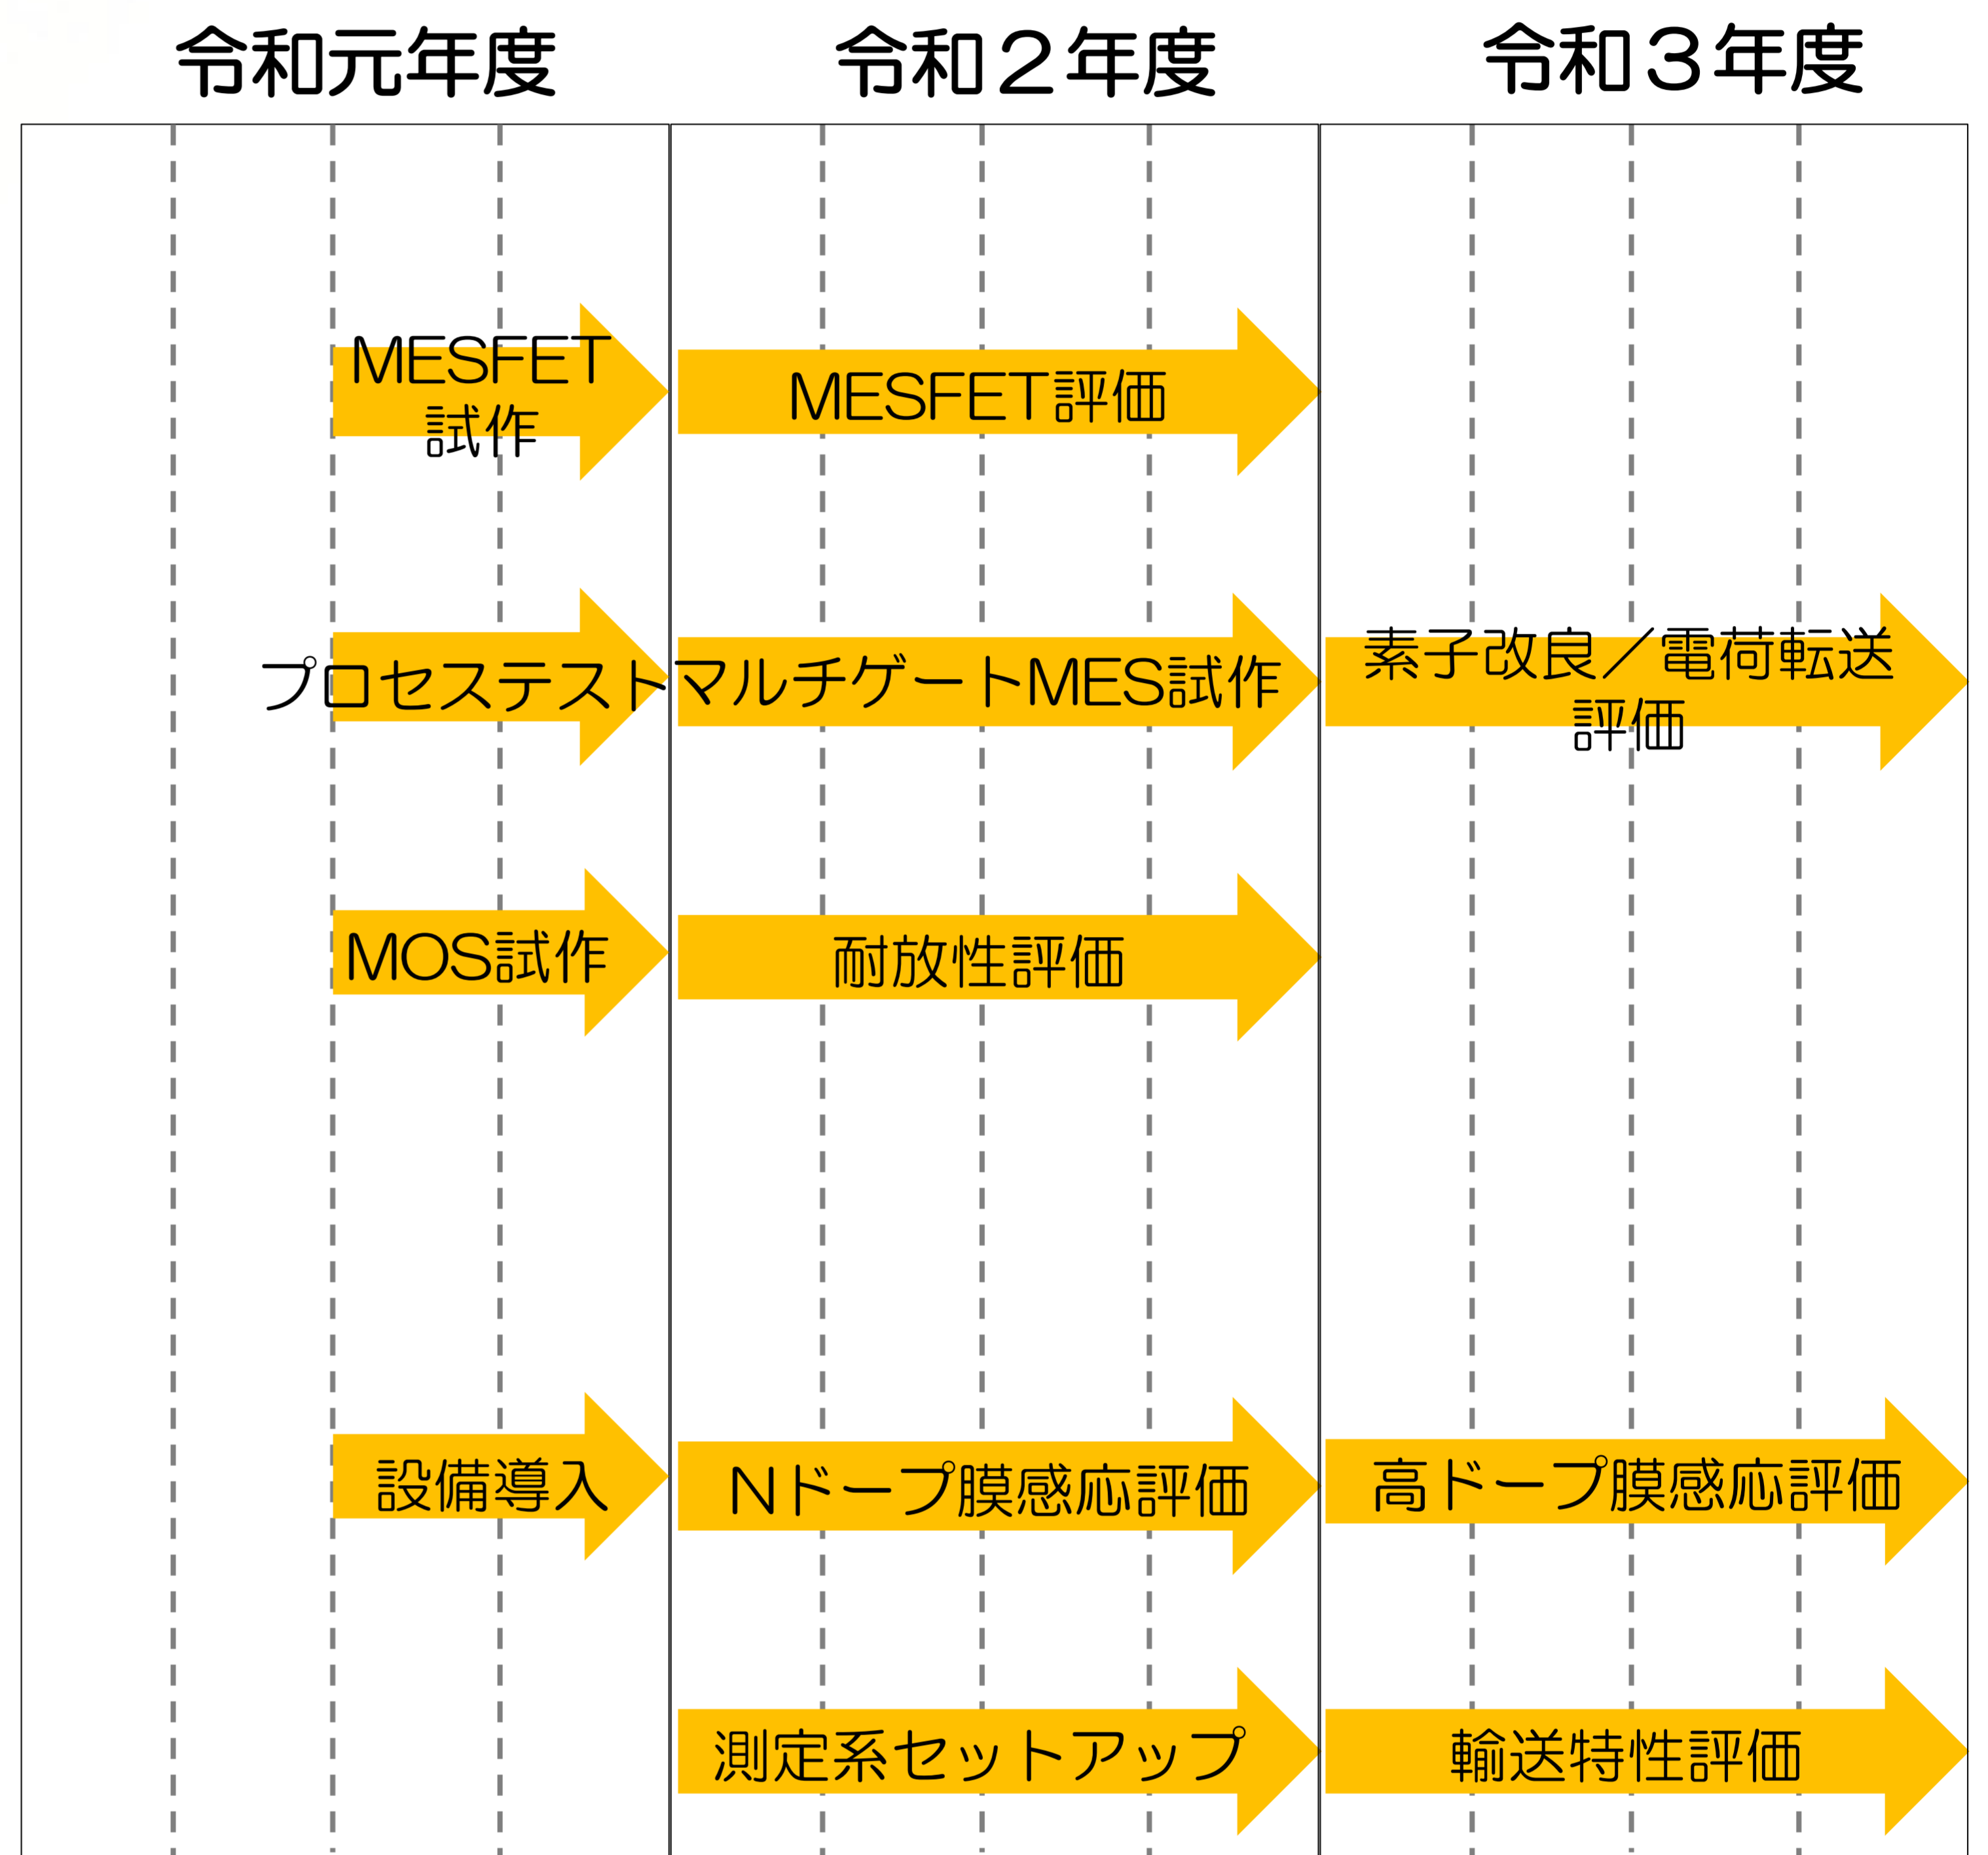 令和元年度
令和２年度
令和３年度
MESFET
試作
MESFET評価
プロセステスト
マルチゲートMES試作
素子改良／電荷転送
評価
MOS試作
耐放性評価
設備導入
Nドープ膜感応評価
高ドープ膜感応評価
測定系セットアップ
輸送特性評価